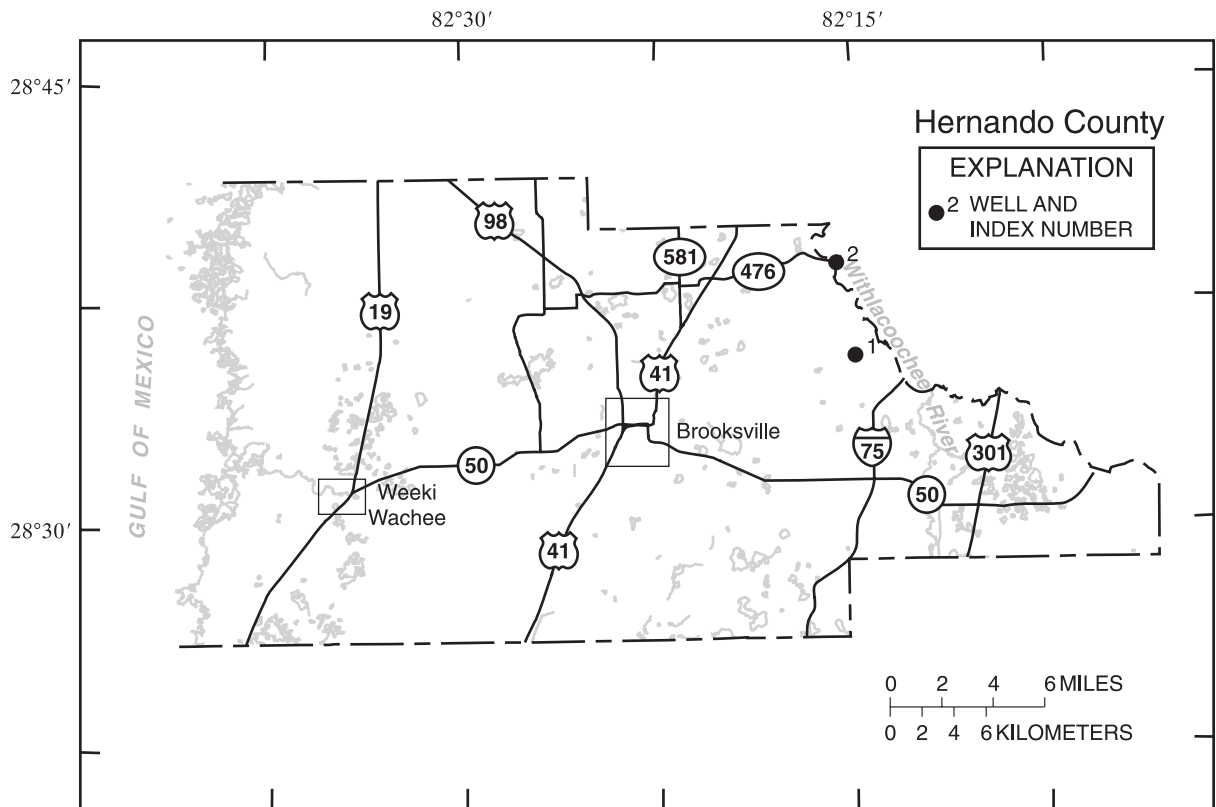 82°30′
82°15′
28°45′
Hernando County
EXPLANATION
2 WELL AND
INDEX NUMBER
98
581
476
2
Withlacoochee River
19
1
GULF OF MEXICO
41
Brooksville
75
301
50
50
Weeki
Wachee
28°30′
41
0 2 4 6 MILES
0 2 4 6 KILOMETERS